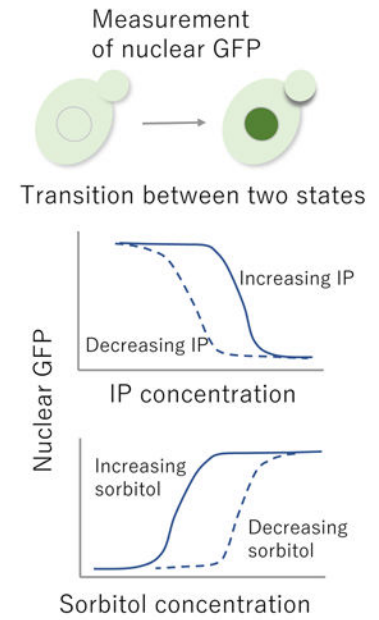 Measurement
of nuclear GFP
Transition between two states
Nuclear GFP
Increasing IP
Decreasing IP
IP concentration
Increasing
sorbitol
Decreasing
sorbitol
Sorbitol concentration